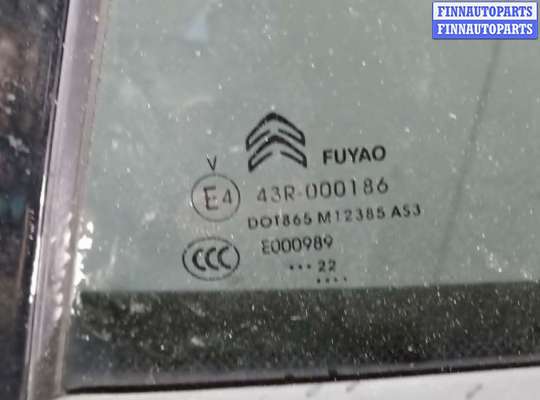 FINNAUTOPARTS
FINNAUTOPARTS
FUYAO
V
E4 43R-000186
DOT865 M12385 AS3
CCC E000989
••• 22
••••